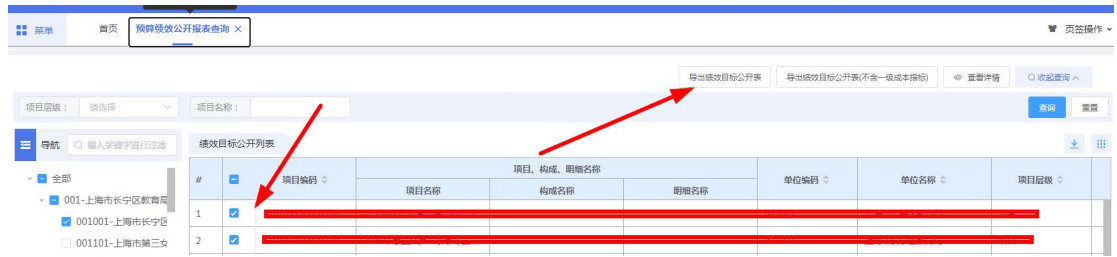 菜单 首页 预算绩效公开报表查询 × 页签操作
导出绩效目标公开表 导出绩效目标公开表(不含一级成本指标) 查看详情 收起查询
项目层级： 请选择 项目名称： 查询 重置
导航 输入关键字进行过滤 绩效目标公开列表
全部
001-上海市长宁区教育局
001001-上海市长宁区
001101-上海市第三女
# 项目编码 项目、构成、明细名称 单位编码 单位名称 项目层级
项目名称 构成名称 明细名称
1
2